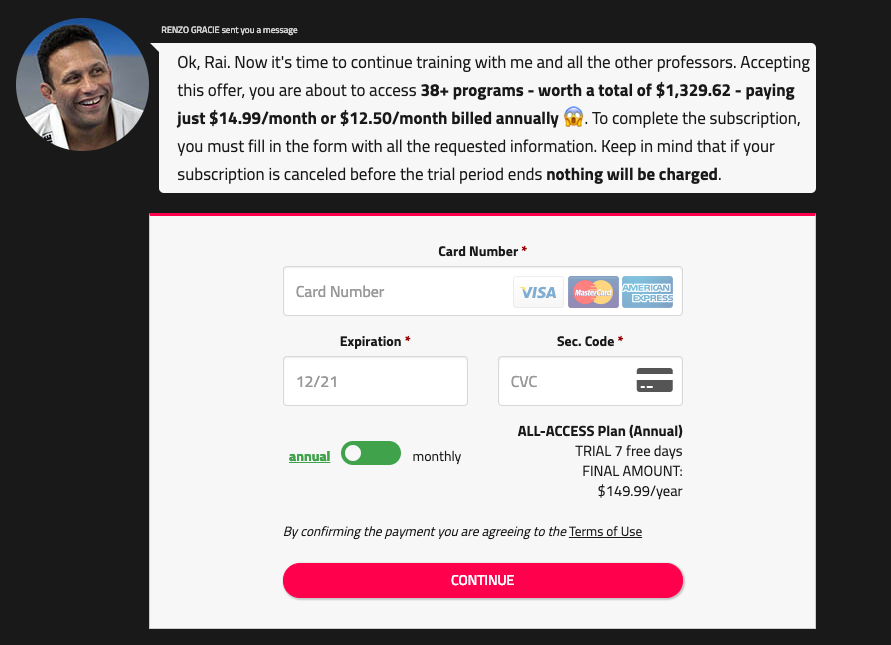 RENZO GRACIE sent you a message
Ok, Rai. Now it's time to continue training with me and all the other professors. Accepting
this offer, you are about to access 38+ programs - worth a total of $1,329.62 - paying
just $14.99/month or $12.50/month billed annually 😱. To complete the subscription,
you must fill in the form with all the requested information. Keep in mind that if your
subscription is canceled before the trial period ends nothing will be charged.
Card Number *
Card Number VISA MasterCard AMERICAN EXPRESS
Expiration * Sec. Code *
12/21 CVC
ALL-ACCESS Plan (Annual)
annual monthly
TRIAL 7 free days
FINAL AMOUNT:
$149.99/year
By confirming the payment you are agreeing to the Terms of Use
CONTINUE